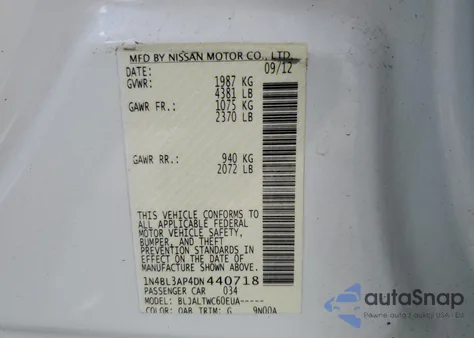 MFD BY NISSAN MOTOR CO., LTD.
DATE: 09/12
GVWR: 1987 KG
4381 LB
GAWR FR.: 1075 KG
2370 LB
GAWR RR.: 940 KG
2072 LB
THIS VEHICLE CONFORMS TO
ALL APPLICABLE FEDERAL
MOTOR VEHICLE SAFETY,
BUMPER, AND THEFT
PREVENTION STANDARDS IN
EFFECT ON THE DATE OF
MANUFACTURE SHOWN ABOVE.
1N4BL3AP4DN440718
PASSENGER CAR 034
MODEL: BLJALTWC60EUA-----
COLOR: QAB TRIM: G 9N00A
autoSnap